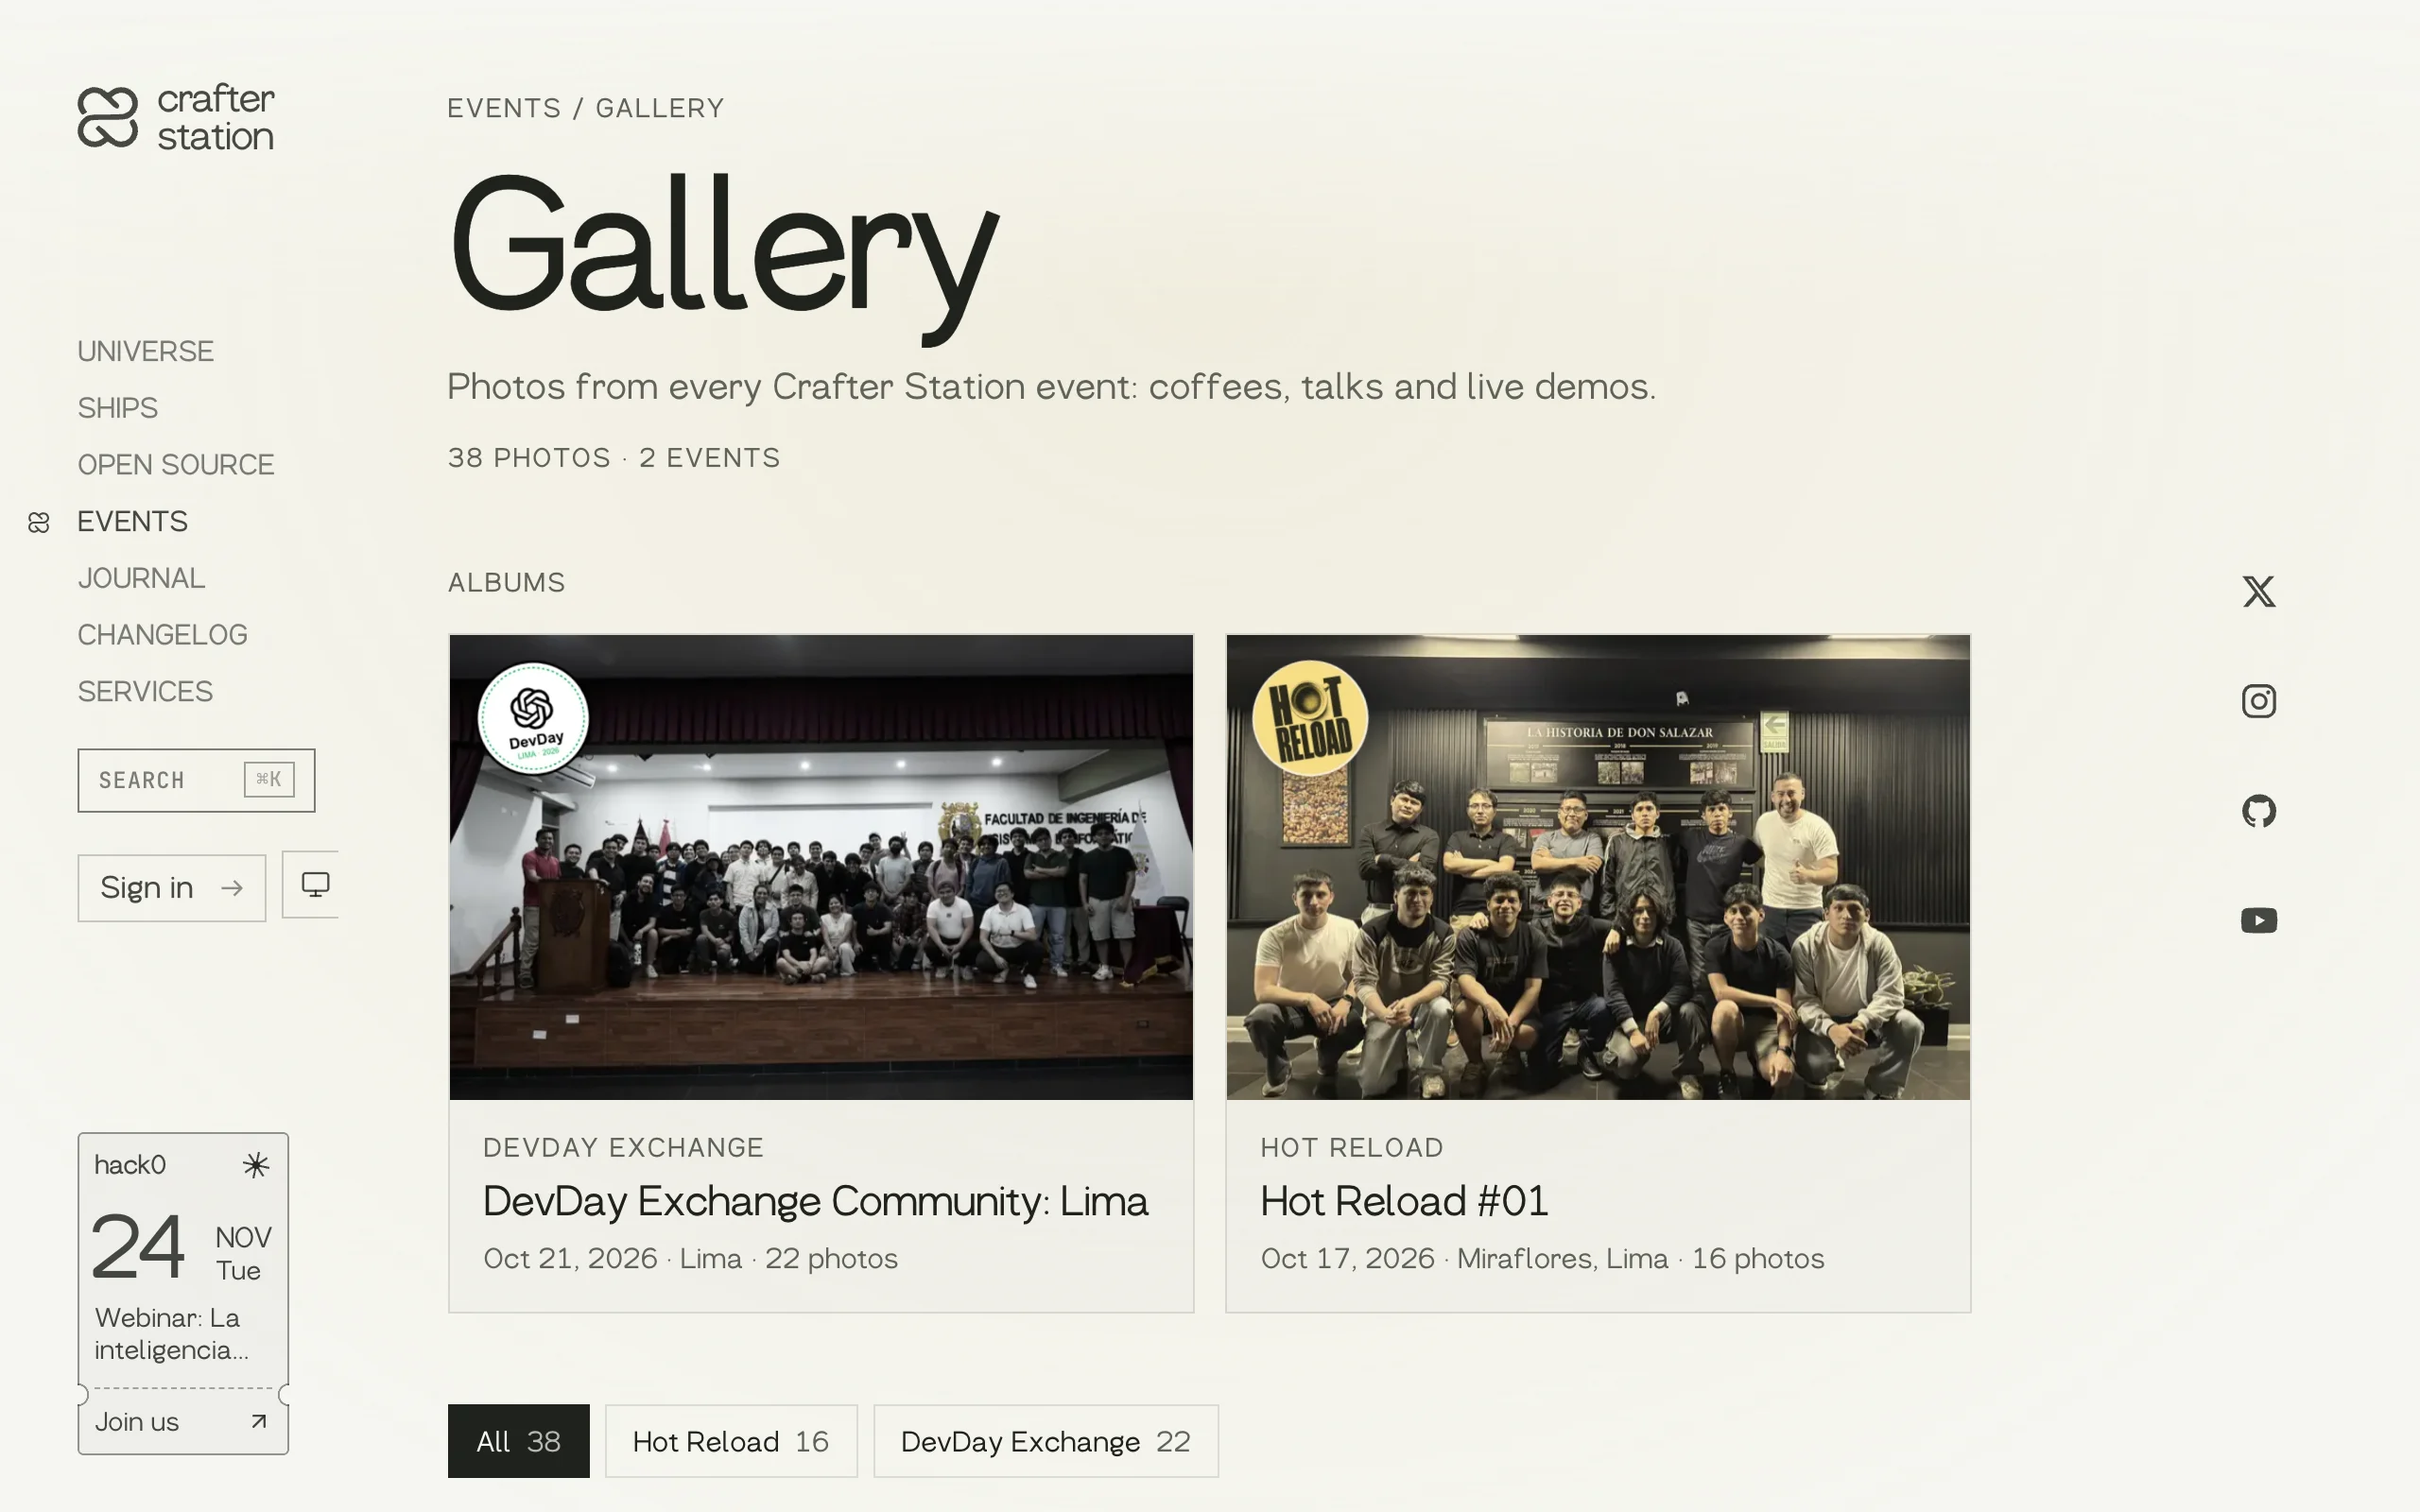 crafter
station
UNIVERSE
SHIPS
OPEN SOURCE
EVENTS
JOURNAL
CHANGELOG
SERVICES
SEARCH ⌘K
Sign in →
hack0
24 NOV
Tue
Webinar: La
inteligencia...
Join us
EVENTS / GALLERY
Gallery
Photos from every Crafter Station event: coffees, talks and live demos.
38 PHOTOS · 2 EVENTS
ALBUMS
DevDay
LIMA · 2026
FACULTAD DE INGENIERÍA DE
DEVDAY EXCHANGE
DevDay Exchange Community: Lima
Oct 21, 2026 · Lima · 22 photos
HOT
RELOAD
LA HISTORIA DE DON SALAZAR
SALIDA
HOT RELOAD
Hot Reload #01
Oct 17, 2026 · Miraflores, Lima · 16 photos
All 38
Hot Reload 16
DevDay Exchange 22